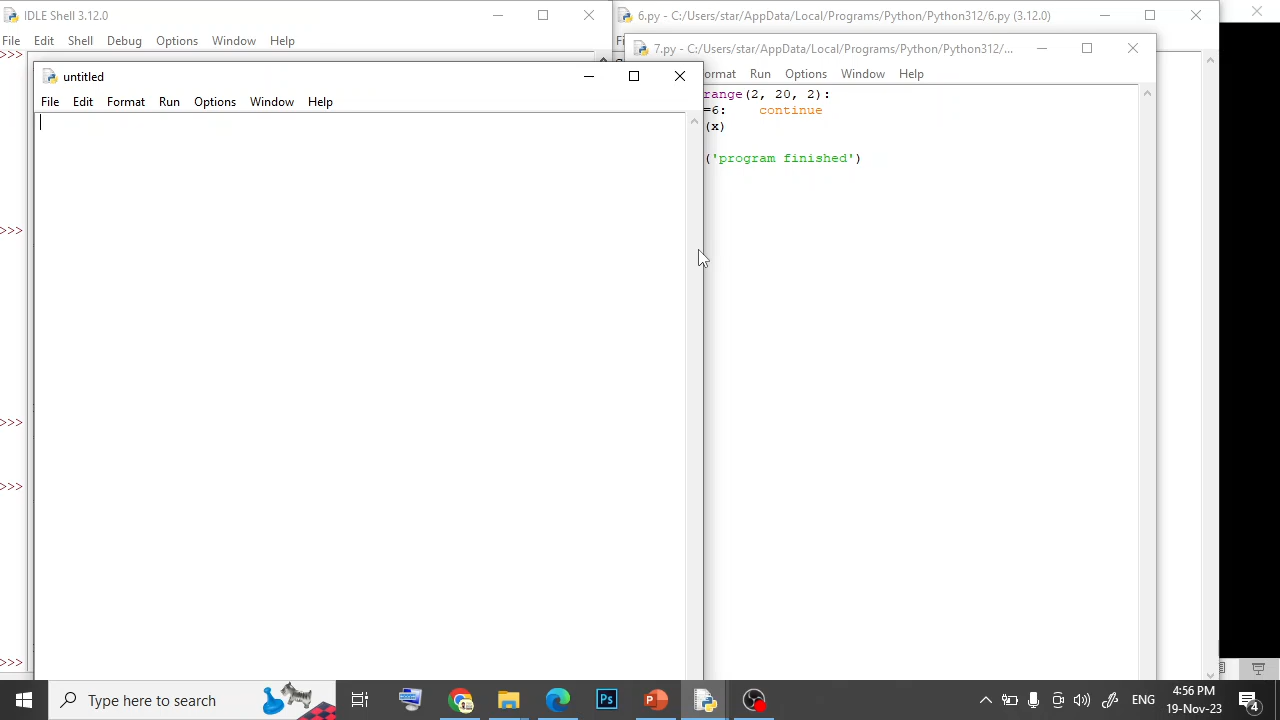 IDLE Shell 3.12.0
File Edit Shell Debug Options Window Help
>>>
>>>
>>>
>>>
>>>
6.py - C:/Users/star/AppData/Local/Programs/Python/Python312/6.py (3.12.0)
7.py - C:/Users/star/AppData/Local/Programs/Python/Python312/...
ormat Run Options Window Help
range(2, 20, 2):
=6: continue
(x)
('program finished')
untitled
File Edit Format Run Options Window Help
Type here to search
Ps
ENG
4:56 PM
19-Nov-23
4